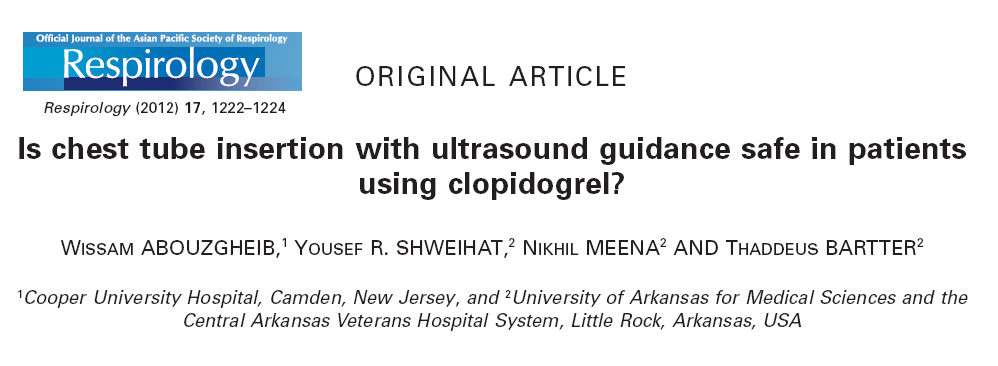 Official Journal of the Asian Pacific Society of Respirology
Respirology
ORIGINAL ARTICLE
Respirology (2012) 17, 1222–1224
Is chest tube insertion with ultrasound guidance safe in patients
using clopidogrel?
WISSAM ABOUZGHEIB,¹ YOUSEF R. SHWEIHAT,² NIKHIL MEENA² AND THADDEUS BARTTER²
¹Cooper University Hospital, Camden, New Jersey, and ²University of Arkansas for Medical Sciences and the
Central Arkansas Veterans Hospital System, Little Rock, Arkansas, USA